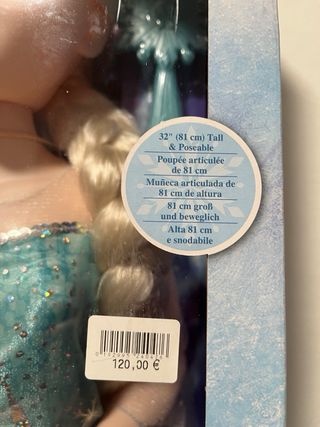 32" (81 cm) Tall
& Poseable
Poupée articulée
de 81 cm
Muñeca articulada de
81 cm de altura
81 cm groß
und beweglich
Alta 81 cm
e snodabile
120,00 €